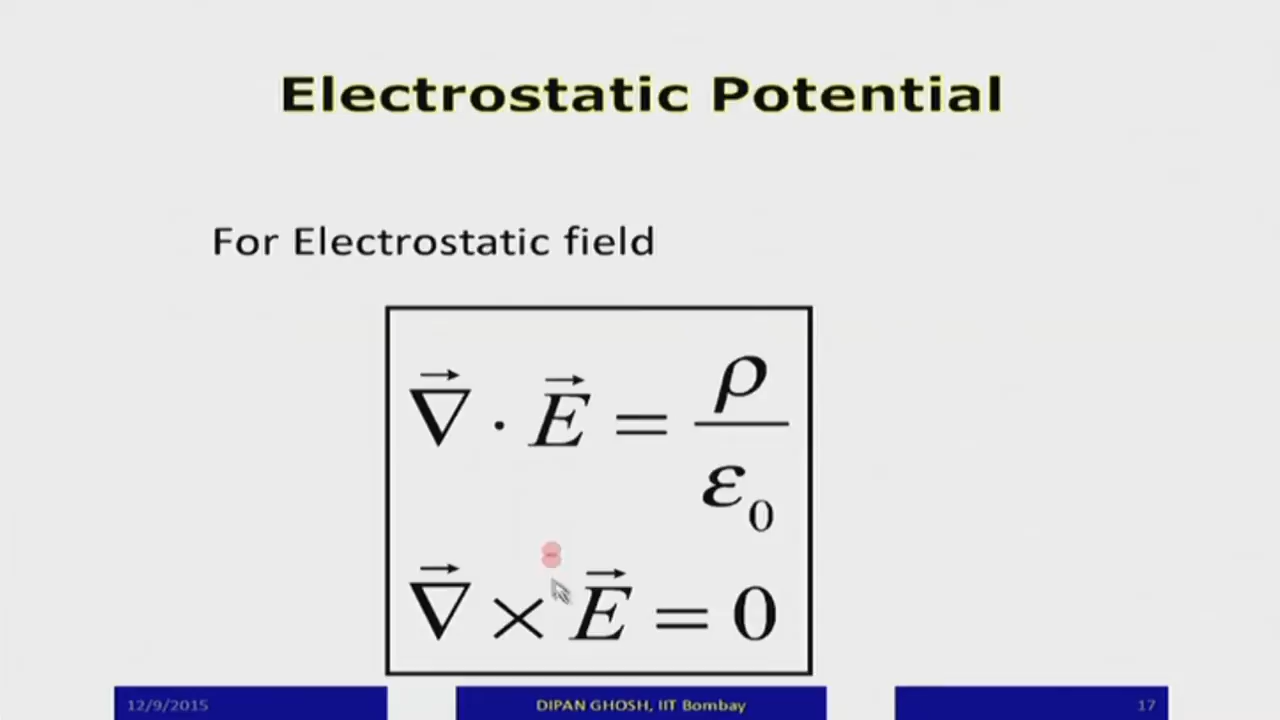 Electrostatic Potential
For Electrostatic field
∇⃗ · E⃗ = ρ / ε₀
∇⃗ × E⃗ = 0
12/9/2015 DIPAN GHOSH, IIT Bombay 17